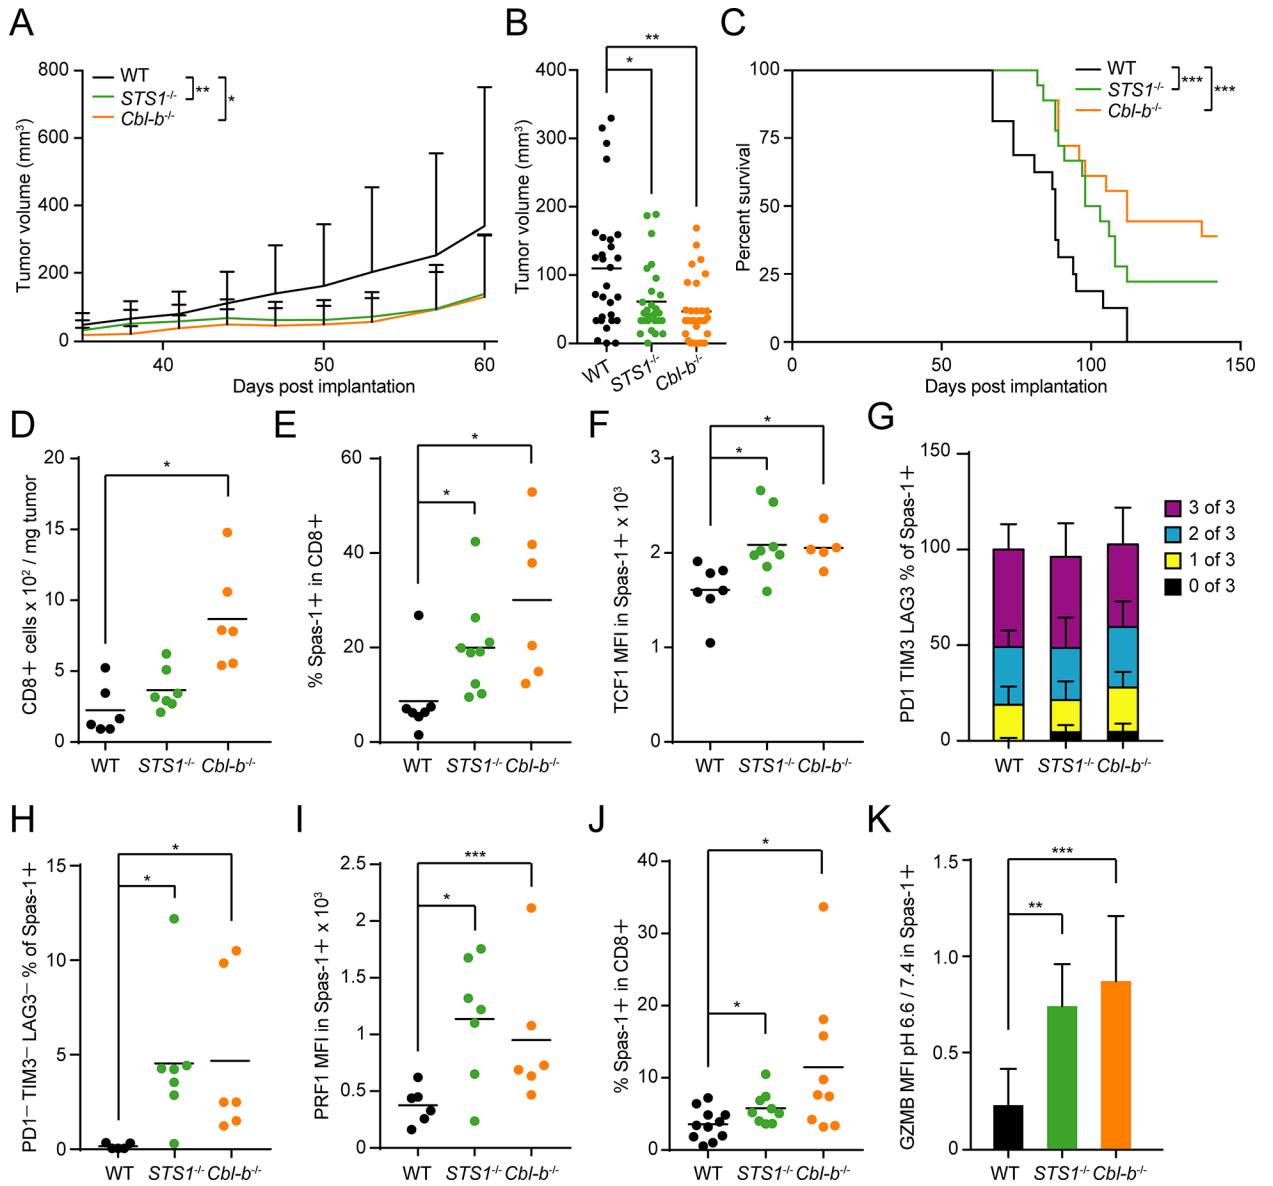 A
800
600
400
200
0
40
50
60
Tumor volume (mm³)
Days post implantation
WT
STS1⁻/⁻
Cbl-b⁻/⁻
**
*
B
400
300
200
100
0
Tumor volume (mm³)
**
*
WT
STS1⁻/⁻
Cbl-b⁻/⁻
C
100
75
50
25
0
0
50
100
150
Percent survival
Days post implantation
WT
STS1⁻/⁻
Cbl-b⁻/⁻
***
***
D
20
15
10
5
0
CD8+ cells x 10² / mg tumor
*
WT STS1⁻/⁻ Cbl-b⁻/⁻
E
60
40
20
0
% Spas-1+ in CD8+
*
*
WT STS1⁻/⁻ Cbl-b⁻/⁻
F
3
2
1
0
TCF1 MFI in Spas-1+ x 10³
*
*
WT STS1⁻/⁻ Cbl-b⁻/⁻
G
150
100
50
0
PD1 TIM3 LAG3 % of Spas-1+
3 of 3
2 of 3
1 of 3
0 of 3
WT STS1⁻/⁻ Cbl-b⁻/⁻
H
15
10
5
0
PD1− TIM3− LAG3− % of Spas-1+
*
*
WT STS1⁻/⁻ Cbl-b⁻/⁻
I
2.5
2
1.5
1
0.5
0
PRF1 MFI in Spas-1+ x 10³
***
*
WT STS1⁻/⁻ Cbl-b⁻/⁻
J
40
30
20
10
0
% Spas-1+ in CD8+
*
*
WT STS1⁻/⁻ Cbl-b⁻/⁻
K
1.5
1.0
0.5
0
GZMB MFI pH 6.6 / 7.4 in Spas-1+
***
**
WT STS1⁻/⁻ Cbl-b⁻/⁻